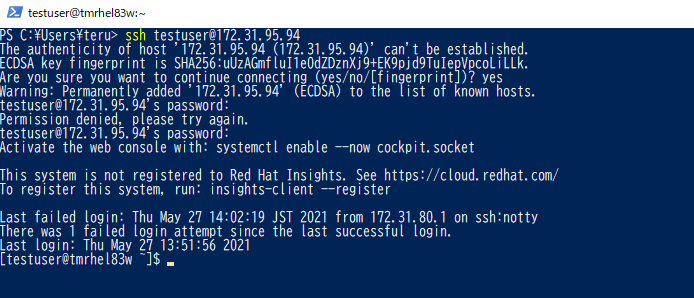 testuser@tmrhel83w:~
PS C:¥Users¥teru> ssh testuser@172.31.95.94
The authenticity of host '172.31.95.94 (172.31.95.94)' can't be established.
ECDSA key fingerprint is SHA256:uUzAGmfluI1eOdZDznXj9+EK9pjd9TuIepVpcoLiLLk.
Are you sure you want to continue connecting (yes/no/[fingerprint])? yes
Warning: Permanently added '172.31.95.94' (ECDSA) to the list of known hosts.
testuser@172.31.95.94's password:
Permission denied, please try again.
testuser@172.31.95.94's password:
Activate the web console with: systemctl enable --now cockpit.socket
This system is not registered to Red Hat Insights. See https://cloud.redhat.com/
To register this system, run: insights-client --register
Last failed login: Thu May 27 14:02:19 JST 2021 from 172.31.80.1 on ssh:notty
There was 1 failed login attempt since the last successful login.
Last login: Thu May 27 13:51:56 2021
[testuser@tmrhel83w ~]$